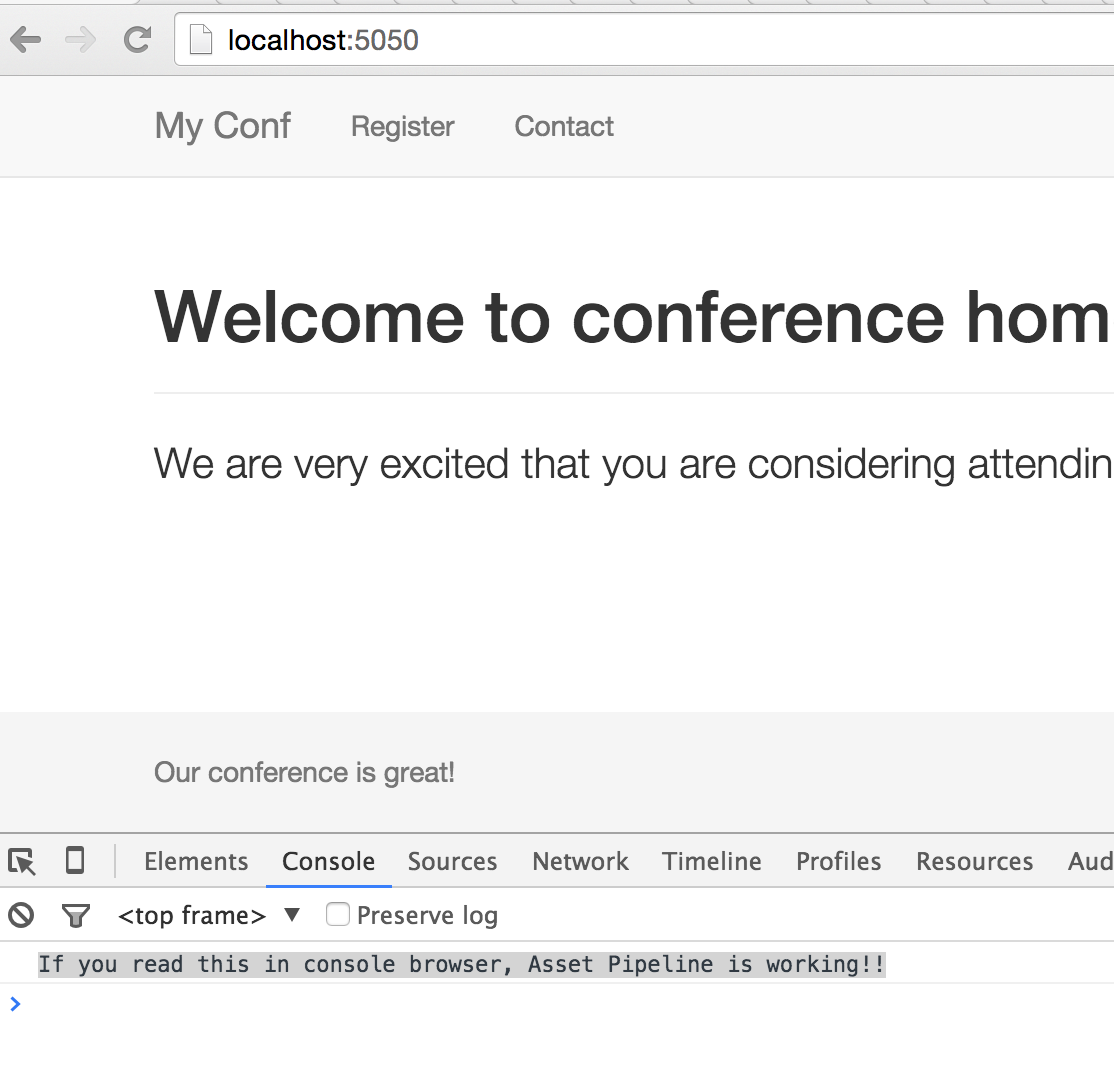 localhost:5050
My Conf Register Contact
Welcome to conference hom
We are very excited that you are considering attendin
Our conference is great!
Elements Console Sources Network Timeline Profiles Resources Aud
<top frame> ▼ Preserve log
If you read this in console browser, Asset Pipeline is working!!
>